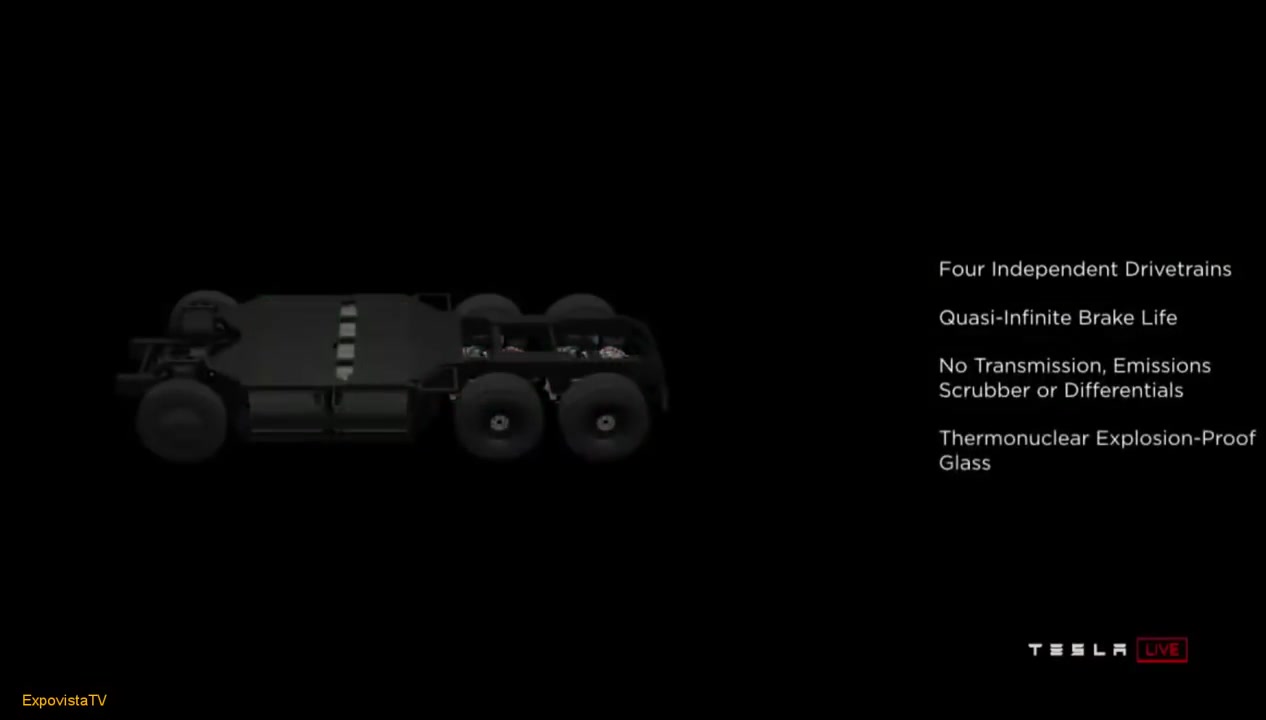 Four Independent Drivetrains
Quasi-Infinite Brake Life
No Transmission, Emissions
Scrubber or Differentials
Thermonuclear Explosion-Proof
Glass
TESLA LIVE
ExpovistaTV